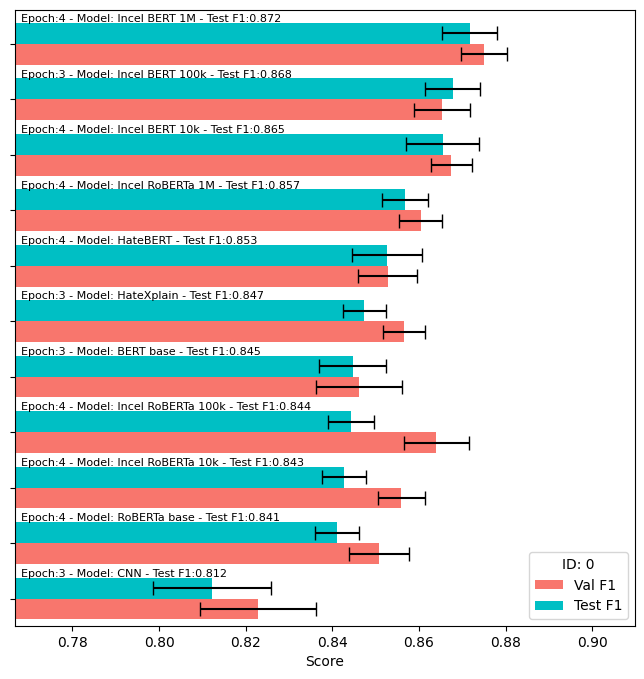 Epoch:4 - Model: Incel BERT 1M - Test F1:0.872
Epoch:3 - Model: Incel BERT 100k - Test F1:0.868
Epoch:4 - Model: Incel BERT 10k - Test F1:0.865
Epoch:4 - Model: Incel RoBERTa 1M - Test F1:0.857
Epoch:4 - Model: HateBERT - Test F1:0.853
Epoch:3 - Model: HateXplain - Test F1:0.847
Epoch:3 - Model: BERT base - Test F1:0.845
Epoch:4 - Model: Incel RoBERTa 100k - Test F1:0.844
Epoch:4 - Model: Incel RoBERTa 10k - Test F1:0.843
Epoch:4 - Model: RoBERTa base - Test F1:0.841
Epoch:3 - Model: CNN - Test F1:0.812
ID: 0
Val F1
Test F1
0.78 0.80 0.82 0.84 0.86 0.88 0.90
Score